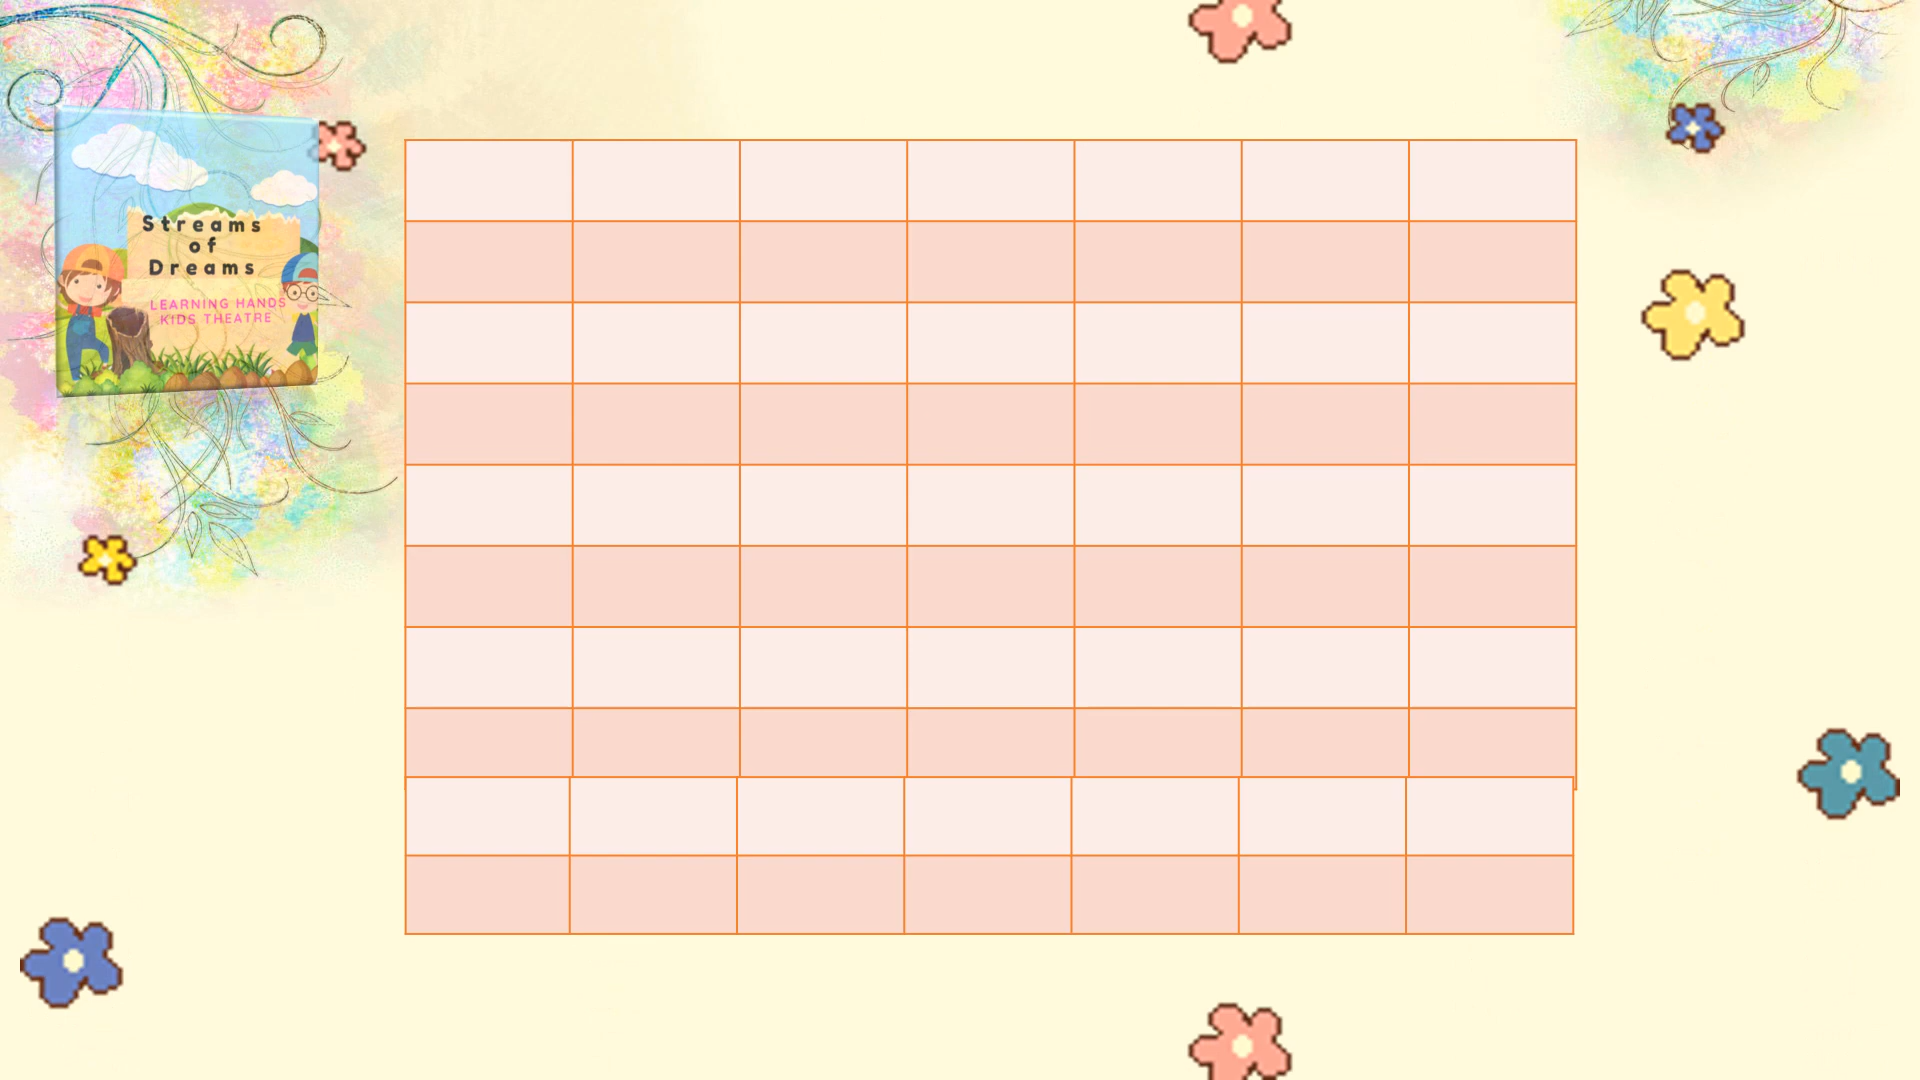 Streams
of
Dreams
LEARNING HANDS
KIDS THEATRE